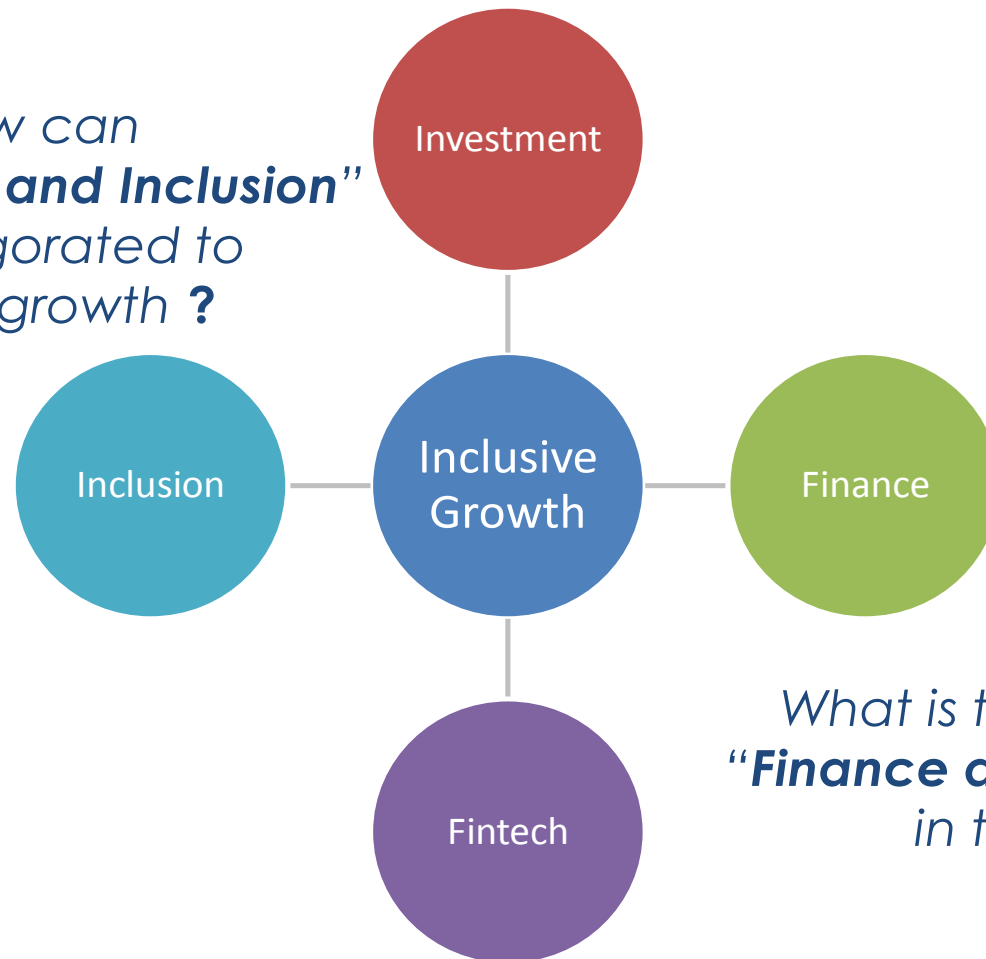 Investment
w can
and Inclusion”
gorated to
growth ?
Inclusion
Inclusive
Growth
Finance
What is t
“Finance a
in t
Fintech